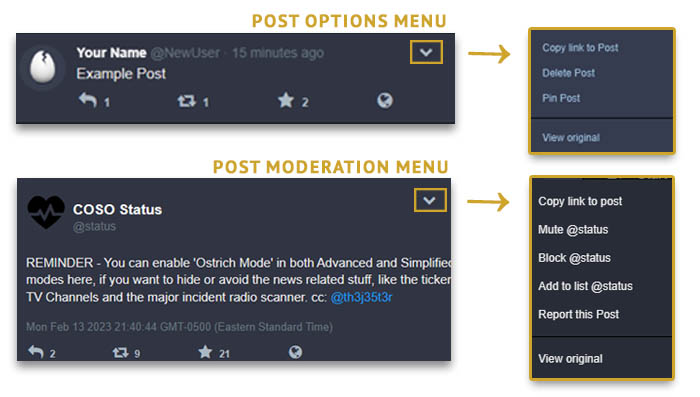 POST OPTIONS MENU
Your Name @NewUser · 15 minutes ago
Example Post
1 1 2
Copy link to Post
Delete Post
Pin Post
View original
POST MODERATION MENU
COSO Status
@status
REMINDER - You can enable 'Ostrich Mode' in both Advanced and Simplified
modes here, if you want to hide or avoid the news related stuff, like the ticker
TV Channels and the major incident radio scanner. cc: @th3j35t3r
Mon Feb 13 2023 21:40:44 GMT-0500 (Eastern Standard Time)
2 9 21
Copy link to post
Mute @status
Block @status
Add to list @status
Report this Post
View original